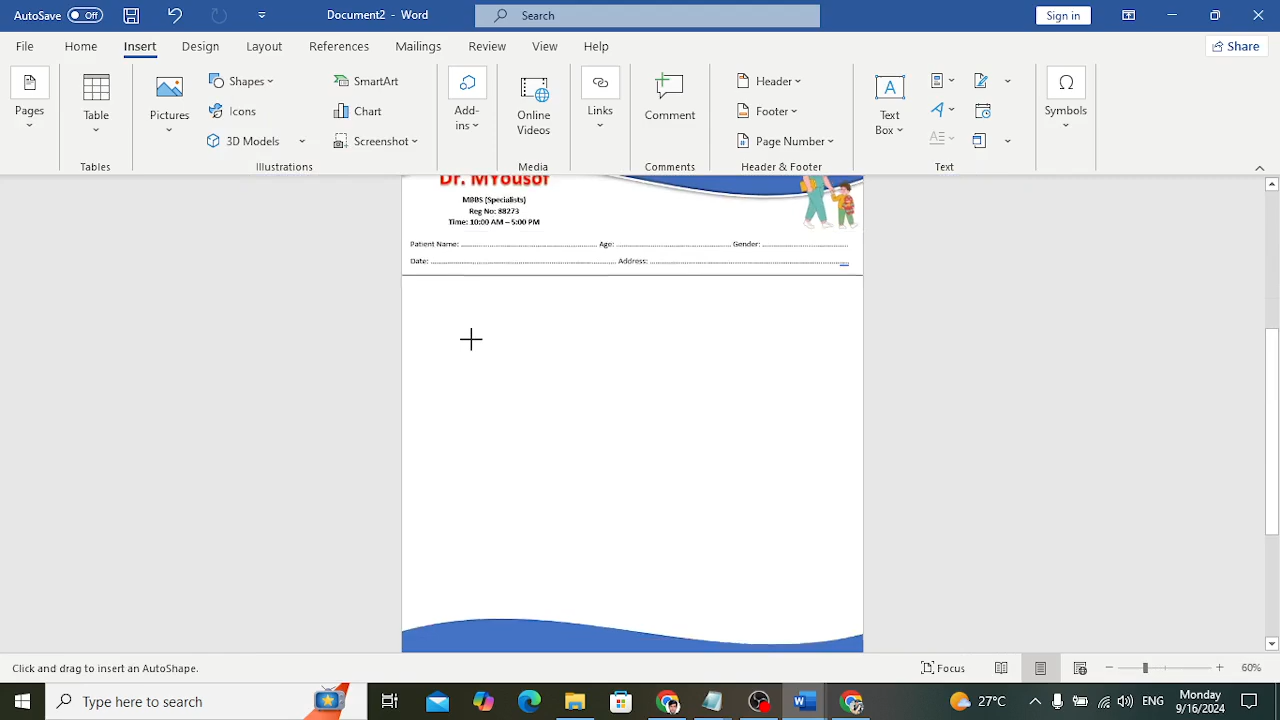 AutoSave Off Document2 - Word Search Sign in
File Home Insert Design Layout References Mailings Review View Help Share
Pages
Table
Tables
Pictures
Shapes
Icons
3D Models
SmartArt
Chart
Screenshot
Illustrations
Add-
ins
Online
Videos
Media
Links
Comment
Comments
Header
Footer
Page Number
Header & Footer
A
Text
Box
Text
Ω
Symbols
Dr. MYousof
MBBS (Specialists)
Reg No: 88273
Time: 10:00 AM – 5:00 PM
Patient Name: Age: Gender:
Date: Address:
Click and drag to insert an AutoShape. Focus 60%
Type here to search 27°C ENG Monday
9/16/2024